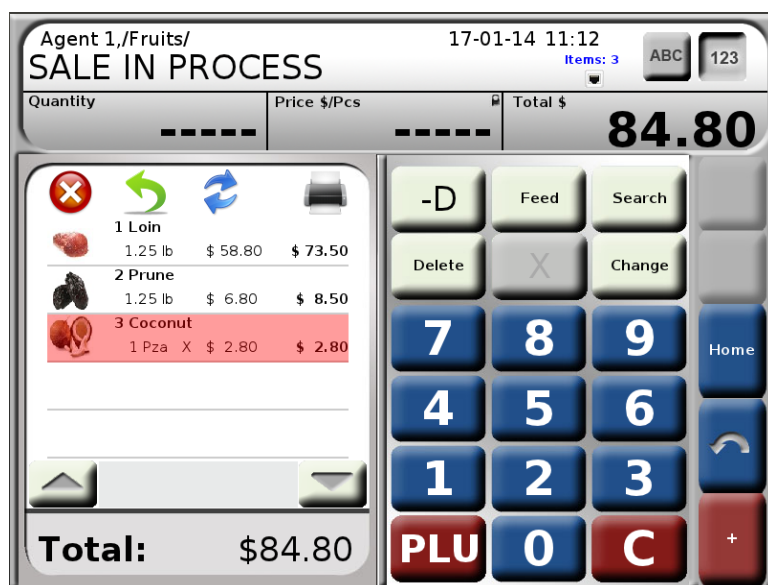 Agent 1,/Fruits/
17-01-14 11:12
SALE IN PROCESS
Items: 3
ABC
123
Quantity
-----
Price $/Pcs
-----
Total $
84.80
1 Loin
1.25 lb $ 58.80 $ 73.50
2 Prune
1.25 lb $ 6.80 $ 8.50
3 Coconut
1 Pza X $ 2.80 $ 2.80
Total: $84.80
-D Feed Search
Delete X Change
7 8 9 Home
4 5 6
1 2 3
PLU 0 C +